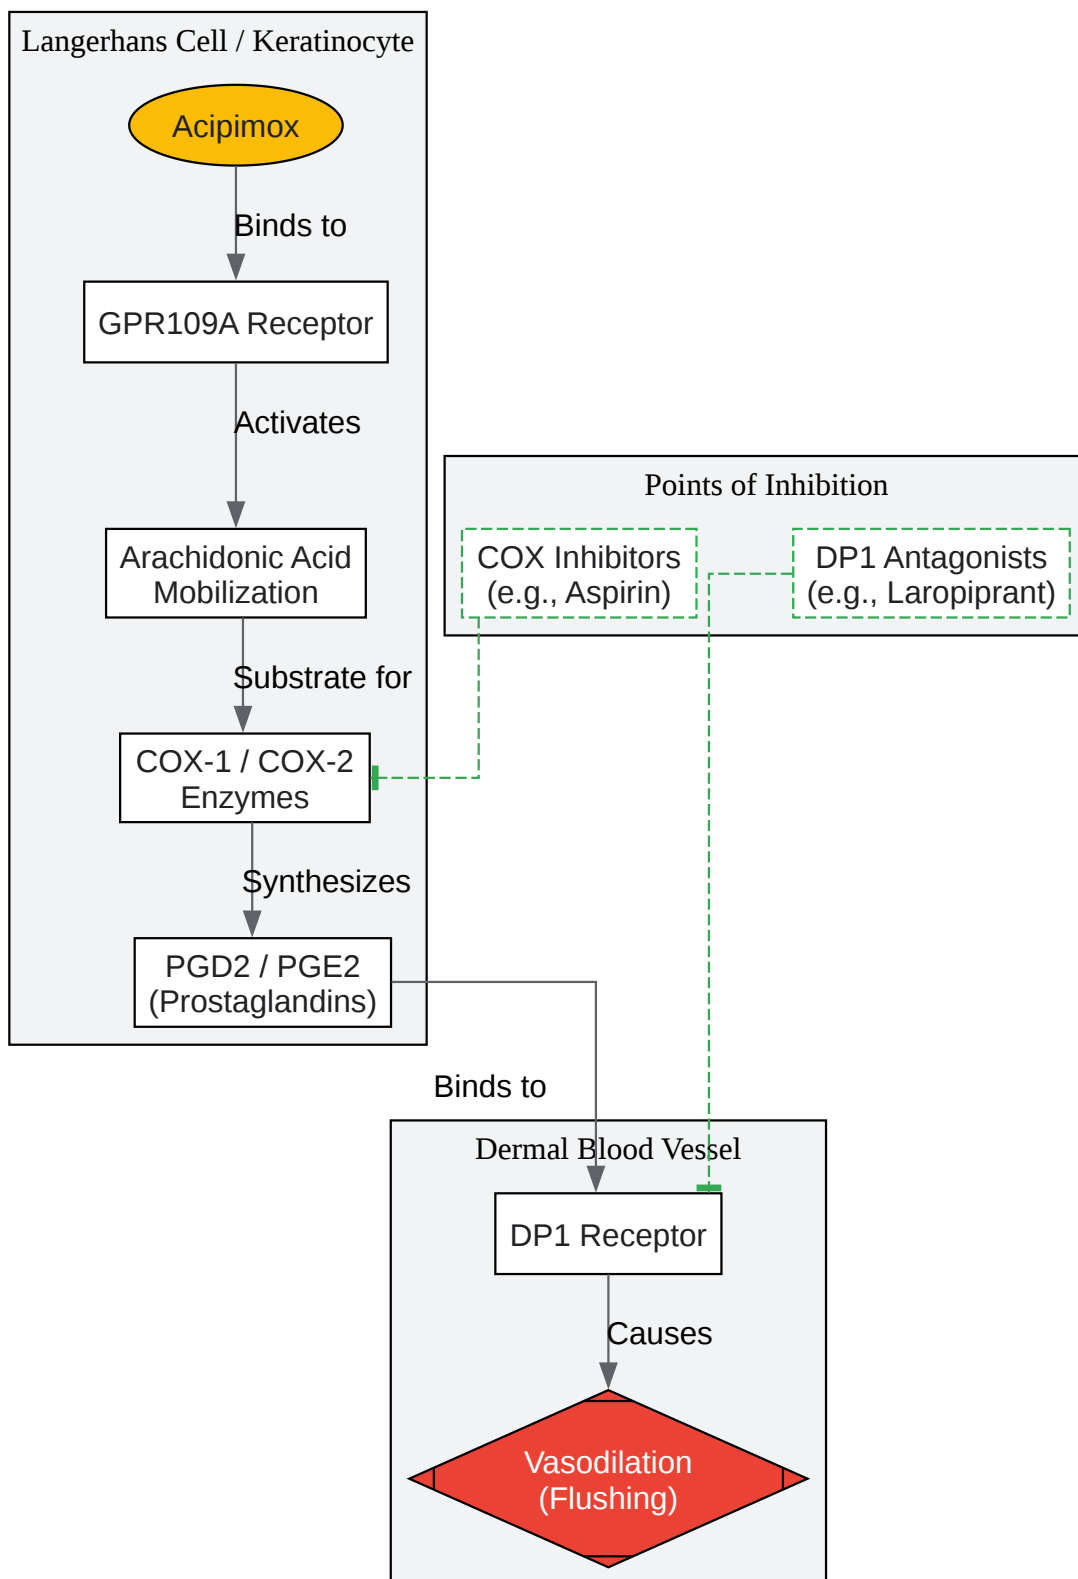 Langerhans Cell / Keratinocyte
Acipimox
Binds to
GPR109A Receptor
Activates
Arachidonic Acid
Mobilization
Substrate for
COX-1 / COX-2
Enzymes
Synthesizes
PGD2 / PGE2
(Prostaglandins)
Points of Inhibition
COX Inhibitors
(e.g., Aspirin)
DP1 Antagonists
(e.g., Laropiprant)
Binds to
Dermal Blood Vessel
DP1 Receptor
Causes
Vasodilation
(Flushing)